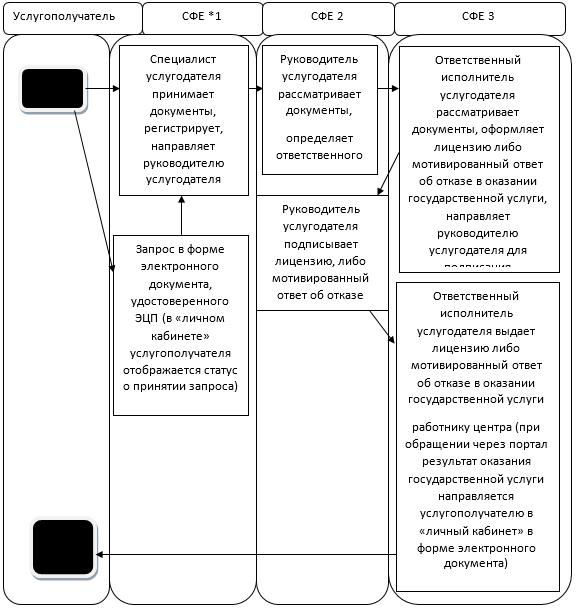 Услугополучатель
СФЕ *1
СФЕ 2
СФЕ 3
Специалист
услугодателя
принимает
документы,
регистрирует,
направляет
руководителю
услугодателя
Руководитель
услугодателя
рассматривает
документы,
определяет
ответственного
Ответственный
исполнитель
услугодателя
рассматривает
документы, оформляет
лицензию либо
мотивированный ответ
об отказе в оказании
государственной услуги,
направляет
руководителю
услугодателя для
подписания
Руководитель
услугодателя
подписывает
лицензию, либо
мотивированный
ответ об отказе
Запрос в форме
электронного
документа,
удостоверенного
ЭЦП (в «личном
кабинете»
услугополучателя
отображается статус
о принятии запроса)
Ответственный
исполнитель
услугодателя выдает
лицензию либо
мотивированный ответ
об отказе в оказании
государственной услуги
работнику центра (при
обращении через портал
результат оказания
государственной услуги
направляется
услугополучателю в
«личный кабинет» в
форме электронного
документа)